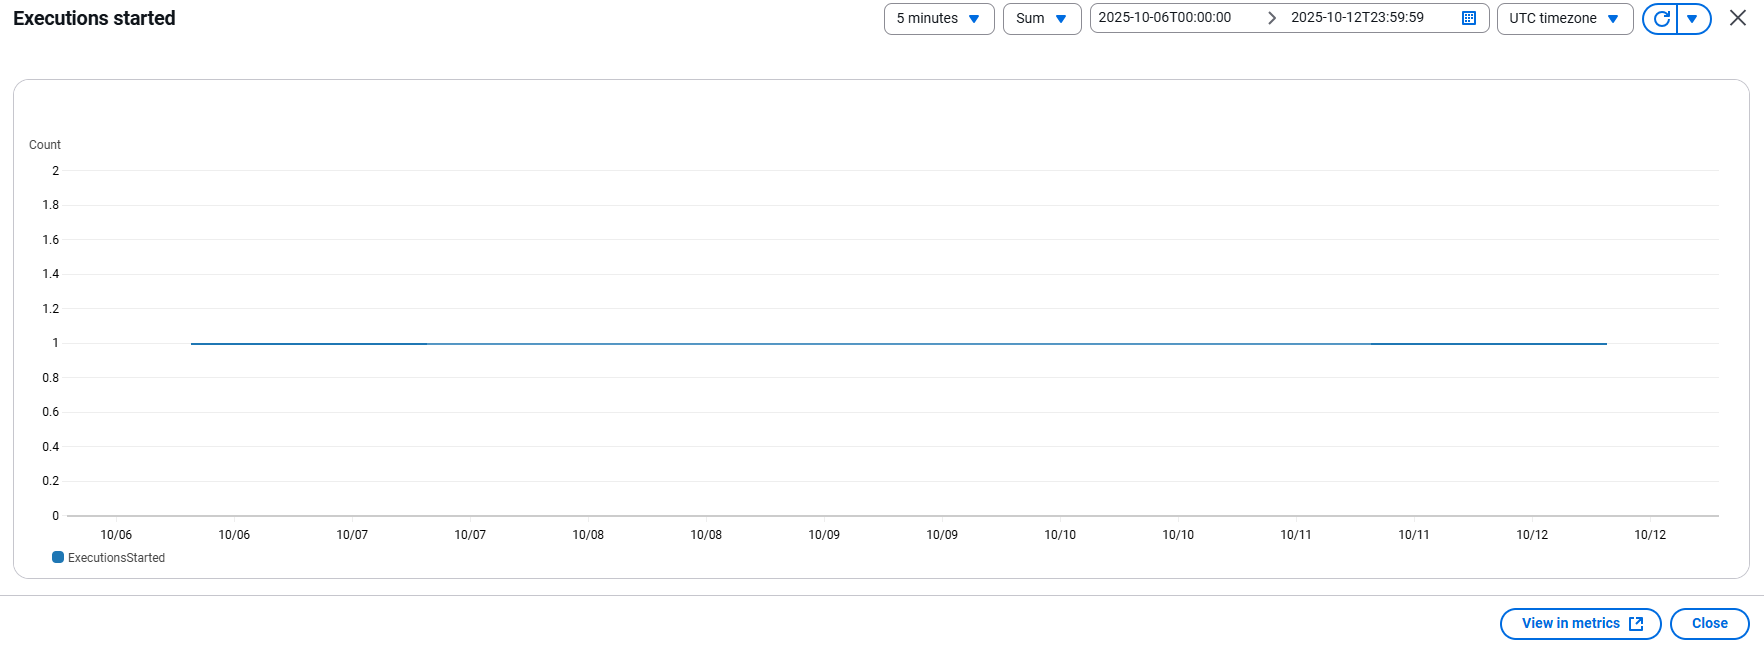 Executions started
5 minutes
Sum
2025-10-06T00:00:00
2025-10-12T23:59:59
UTC timezone
Count
2
1.8
1.6
1.4
1.2
1
0.8
0.6
0.4
0.2
0
10/06 10/06 10/07 10/07 10/08 10/08 10/09 10/09 10/10 10/10 10/11 10/11 10/12 10/12
ExecutionsStarted
View in metrics
Close